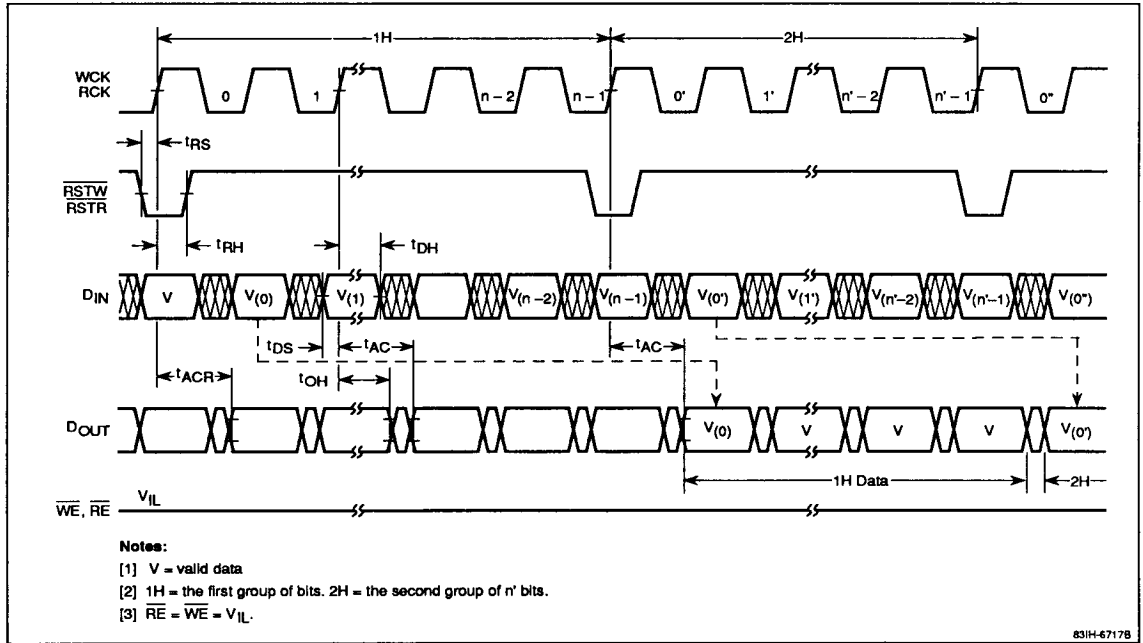 1H 2H
WCK
RCK
0 1 n–2 n–1 0' 1' n'–2 n'–1 0"
tRS
RSTW
RSTR
tRH tDH
DIN V V(0) V(1) V(n–2) V(n–1) V(0') V(1') V(n'–2) V(n'–1) V(0")
tDS tAC tAC
tACR tOH
DOUT V(0) V V V V(0')
1H Data 2H
VIL
WE, RE
Notes:
[1] V = valid data
[2] 1H = the first group of bits. 2H = the second group of n' bits.
[3] RE = WE = VIL.
83IH-6717B